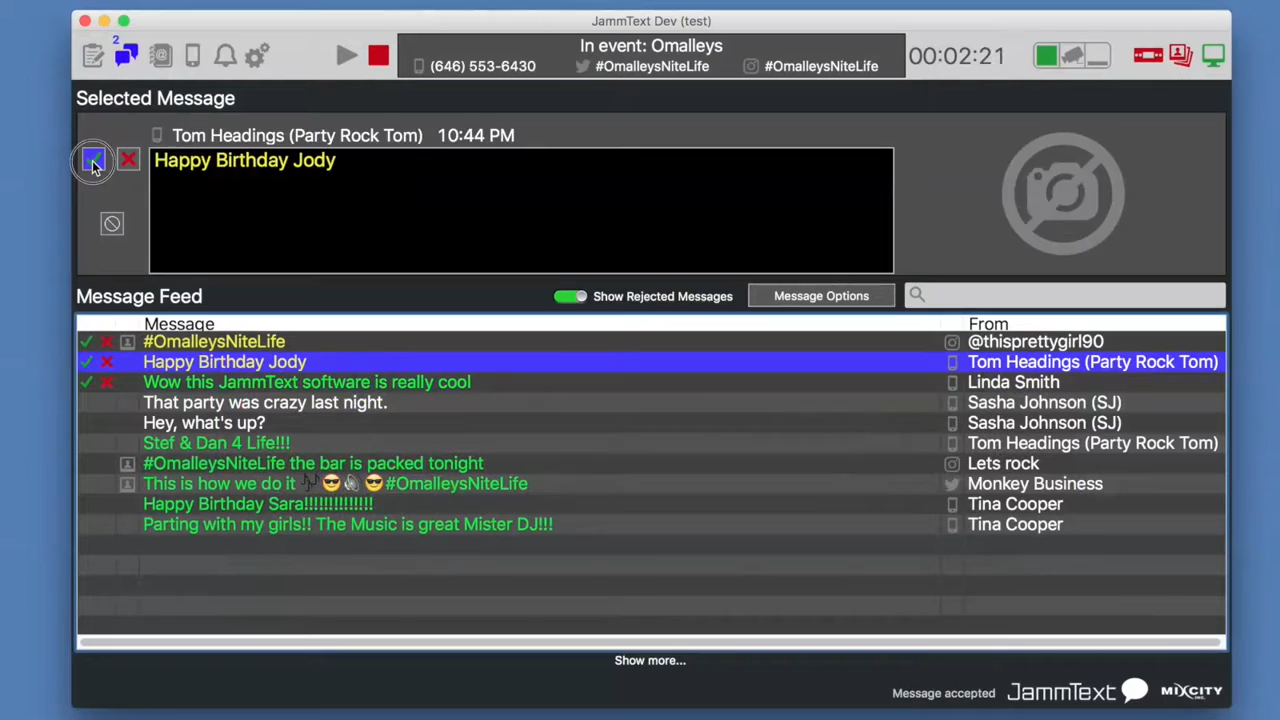 JammText Dev (test)
2
In event: Omalleys
(646) 553-6430 #OmalleysNiteLife #OmalleysNiteLife
00:02:21
Selected Message
Tom Headings (Party Rock Tom) 10:44 PM
Happy Birthday Jody
Message Feed
Show Rejected Messages
Message Options
Message From
#OmalleysNiteLife @thisprettygirl90
Happy Birthday Jody Tom Headings (Party Rock Tom)
Wow this JammText software is really cool Linda Smith
That party was crazy last night. Sasha Johnson (SJ)
Hey, what's up? Sasha Johnson (SJ)
Stef & Dan 4 Life!!! Tom Headings (Party Rock Tom)
#OmalleysNiteLife the bar is packed tonight Lets rock
This is how we do it 🎶😎🔊😎#OmalleysNiteLife Monkey Business
Happy Birthday Sara!!!!!!!!!!!!!! Tina Cooper
Parting with my girls!! The Music is great Mister DJ!!! Tina Cooper
Show more...
Message accepted JammText MIXCITY INC.